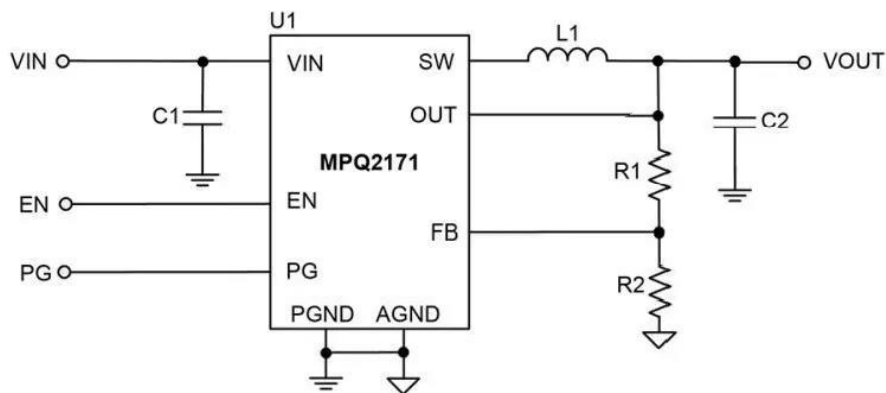 U1
L1
VIN
VIN
SW
VOUT
C1
OUT
C2
MPQ2171
R1
EN
EN
FB
PG
PG
R2
PGND
AGND